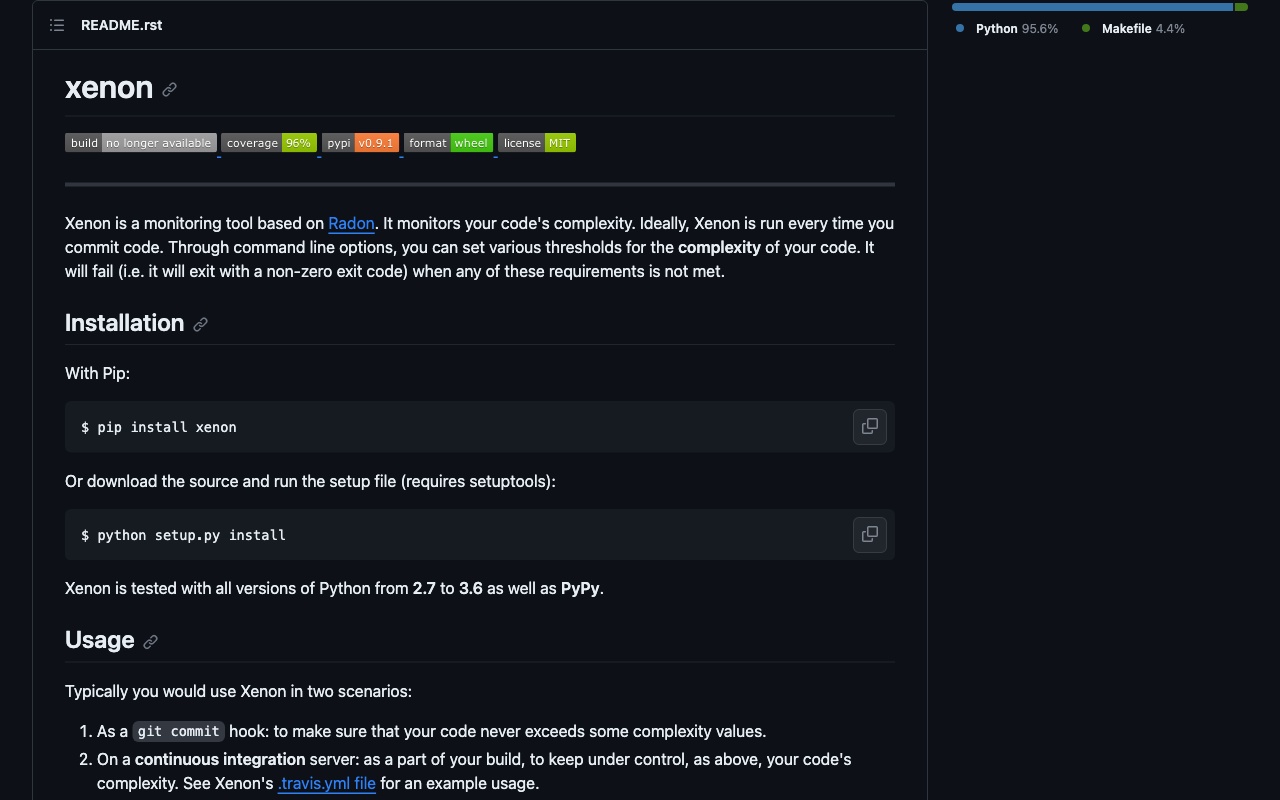 README.rst
Python 95.6% Makefile 4.4%
xenon
build no longer available coverage 96% pypi v0.9.1 format wheel license MIT
Xenon is a monitoring tool based on Radon. It monitors your code's complexity. Ideally, Xenon is run every time you
commit code. Through command line options, you can set various thresholds for the complexity of your code. It
will fail (i.e. it will exit with a non-zero exit code) when any of these requirements is not met.
Installation
With Pip:
$ pip install xenon
Or download the source and run the setup file (requires setuptools):
$ python setup.py install
Xenon is tested with all versions of Python from 2.7 to 3.6 as well as PyPy.
Usage
Typically you would use Xenon in two scenarios:
1. As a git commit hook: to make sure that your code never exceeds some complexity values.
2. On a continuous integration server: as a part of your build, to keep under control, as above, your code's
complexity. See Xenon's .travis.yml file for an example usage.